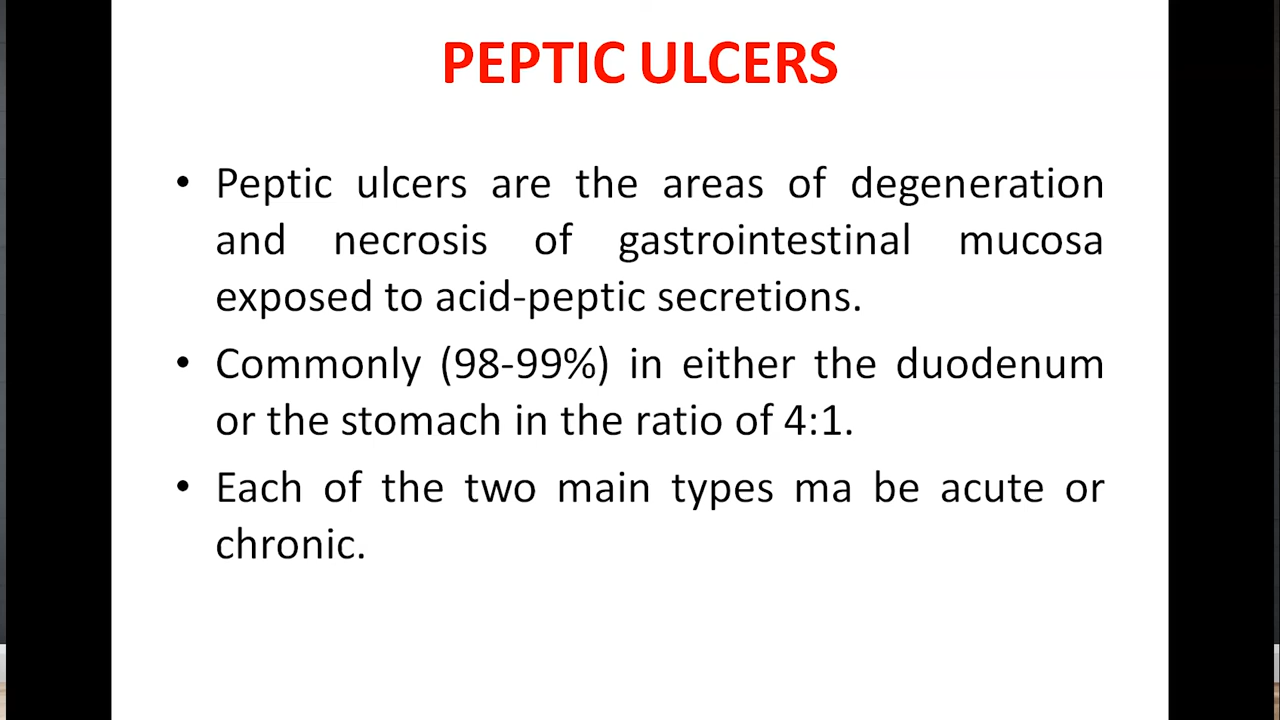 PEPTIC ULCERS
• Peptic ulcers are the areas of degeneration
and necrosis of gastrointestinal mucosa
exposed to acid-peptic secretions.
• Commonly (98-99%) in either the duodenum
or the stomach in the ratio of 4:1.
• Each of the two main types ma be acute or
chronic.